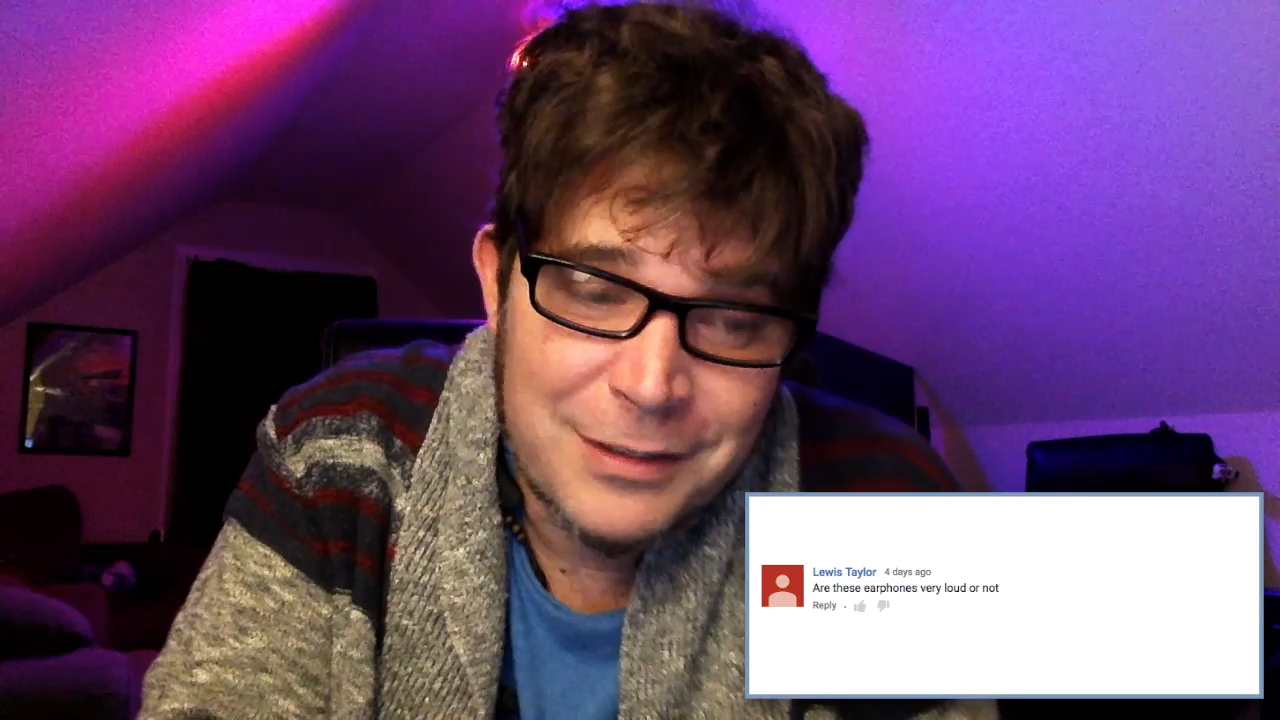 Lewis Taylor 4 days ago
Are these earphones very loud or not
Reply .